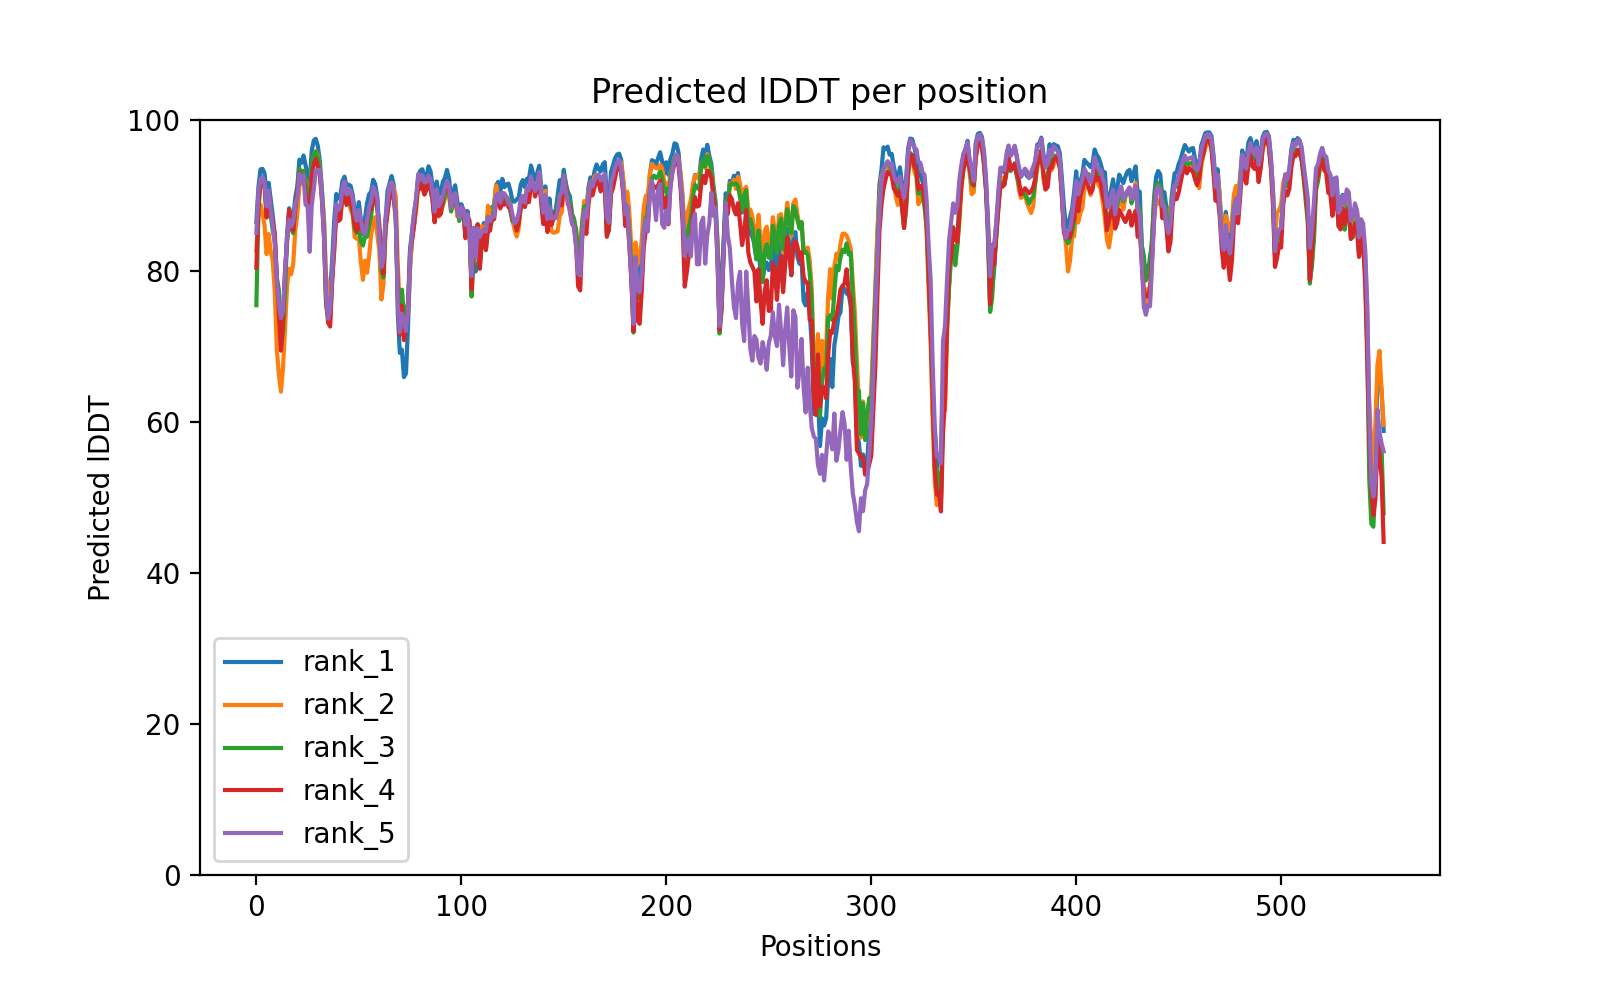 Predicted lDDT per position
100
80
60
40
20
0
Predicted lDDT
rank_1
rank_2
rank_3
rank_4
rank_5
0 100 200 300 400 500
Positions